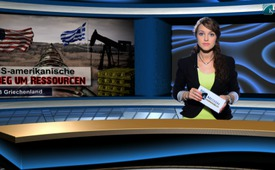 S-amerikanische
IEG UM RESSOURCEN
l Griechenland